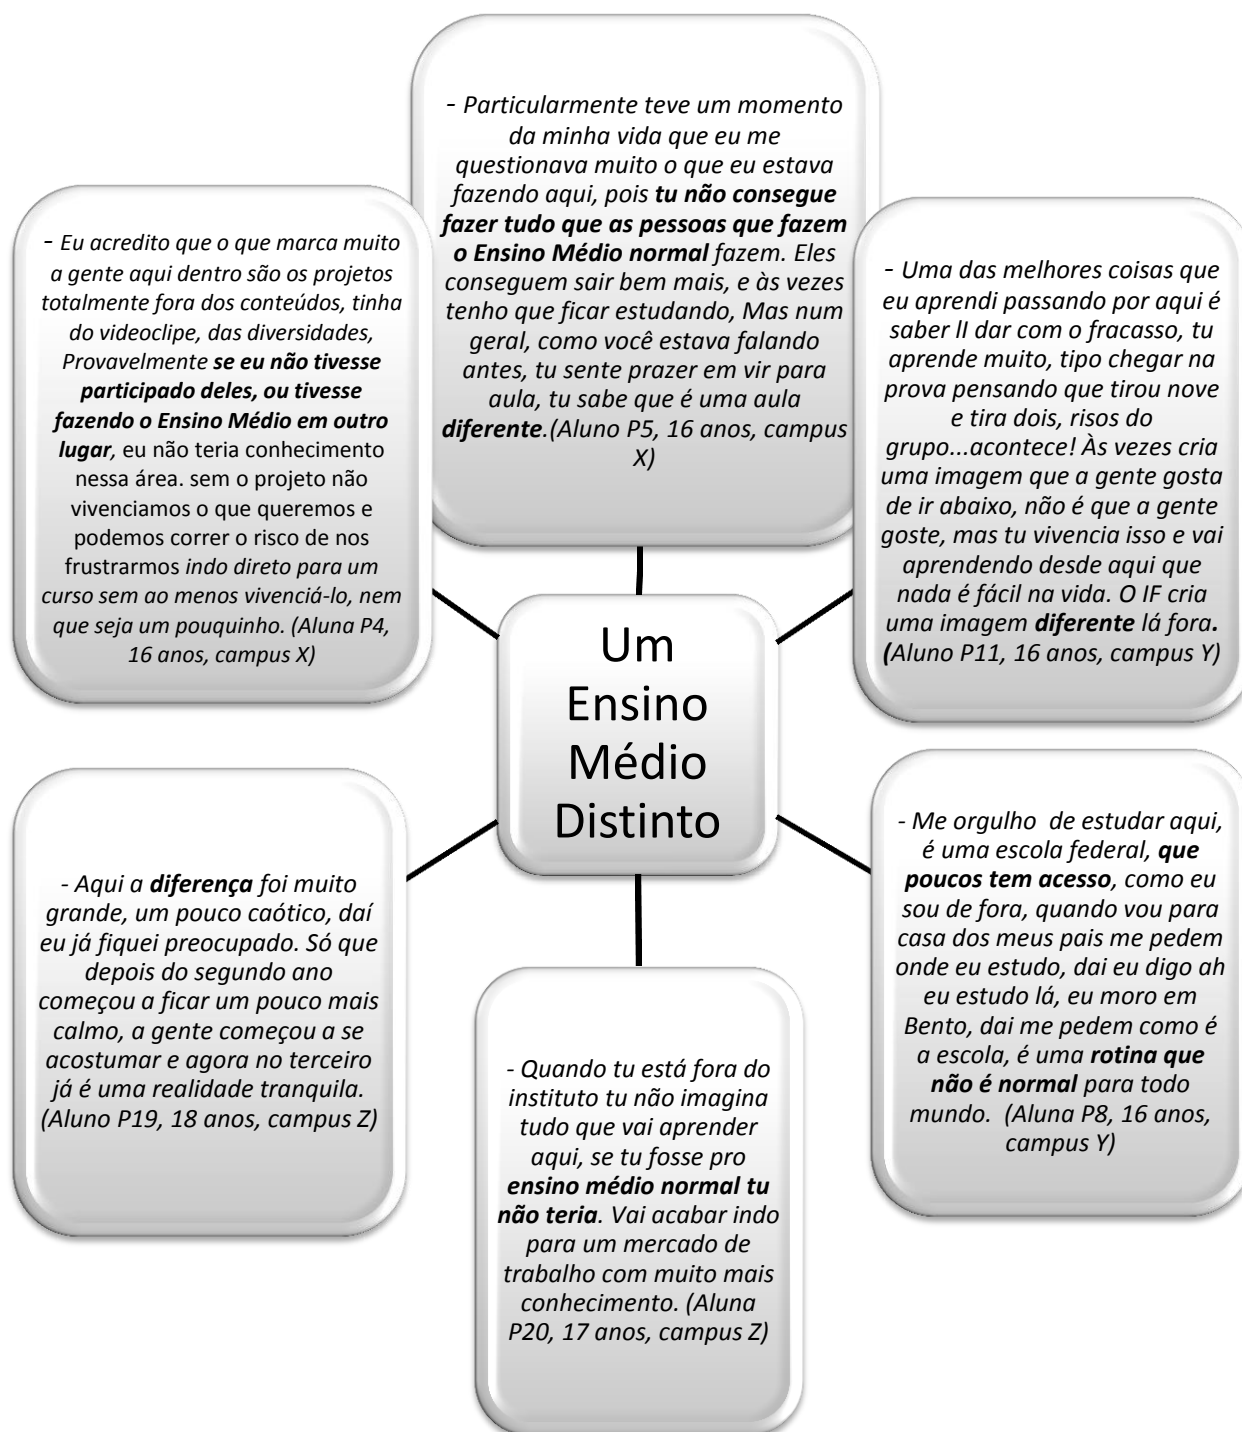 - Particularmente teve um momento
da minha vida que eu me
questionava muito o que eu estava
fazendo aqui, pois tu não consegue
fazer tudo que as pessoas que fazem
o Ensino Médio normal fazem. Eles
conseguem sair bem mais, e às vezes
tenho que ficar estudando, Mas num
geral, como você estava falando
antes, tu sente prazer em vir para
aula, tu sabe que é uma aula
diferente.(Aluno P5, 16 anos, campus
X)
- Eu acredito que o que marca muito
a gente aqui dentro são os projetos
totalmente fora dos conteúdos, tinha
do videoclipe, das diversidades,
Provavelmente se eu não tivesse
participado deles, ou tivesse
fazendo o Ensino Médio em outro
lugar, eu não teria conhecimento
nessa área. sem o projeto não
vivenciamos o que queremos e
podemos correr o risco de nos
frustrarmos indo direto para um
curso sem ao menos vivenciá-lo, nem
que seja um pouquinho. (Aluna P4,
16 anos, campus X)
- Uma das melhores coisas que
eu aprendi passando por aqui é
saber lI dar com o fracasso, tu
aprende muito, tipo chegar na
prova pensando que tirou nove
e tira dois, risos do
grupo...acontece! Às vezes cria
uma imagem que a gente gosta
de ir abaixo, não é que a gente
goste, mas tu vivencia isso e vai
aprendendo desde aqui que
nada é fácil na vida. O IF cria
uma imagem diferente lá fora.
(Aluno P11, 16 anos, campus Y)
Um
Ensino
Médio
Distinto
- Aqui a diferença foi muito
grande, um pouco caótico, daí
eu já fiquei preocupado. Só que
depois do segundo ano
começou a ficar um pouco mais
calmo, a gente começou a se
acostumar e agora no terceiro
já é uma realidade tranquila.
(Aluno P19, 18 anos, campus Z)
- Me orgulho de estudar aqui,
é uma escola federal, que
poucos tem acesso, como eu
sou de fora, quando vou para
casa dos meus pais me pedem
onde eu estudo, dai eu digo ah
eu estudo lá, eu moro em
Bento, dai me pedem como é
a escola, é uma rotina que
não é normal para todo
mundo. (Aluna P8, 16 anos,
campus Y)
- Quando tu está fora do
instituto tu não imagina
tudo que vai aprender
aqui, se tu fosse pro
ensino médio normal tu
não teria. Vai acabar indo
para um mercado de
trabalho com muito mais
conhecimento. (Aluna
P20, 17 anos, campus Z)